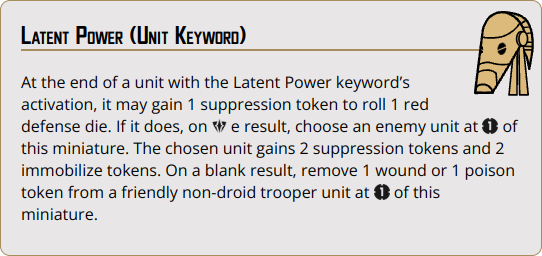 Latent Power (Unit Keyword)
At the end of a unit with the Latent Power keyword's
activation, it may gain 1 suppression token to roll 1 red
defense die. If it does, on e result, choose an enemy unit at 1 of
this miniature. The chosen unit gains 2 suppression tokens and 2
immobilize tokens. On a blank result, remove 1 wound or 1 poison
token from a friendly non-droid trooper unit at 1 of this
miniature.